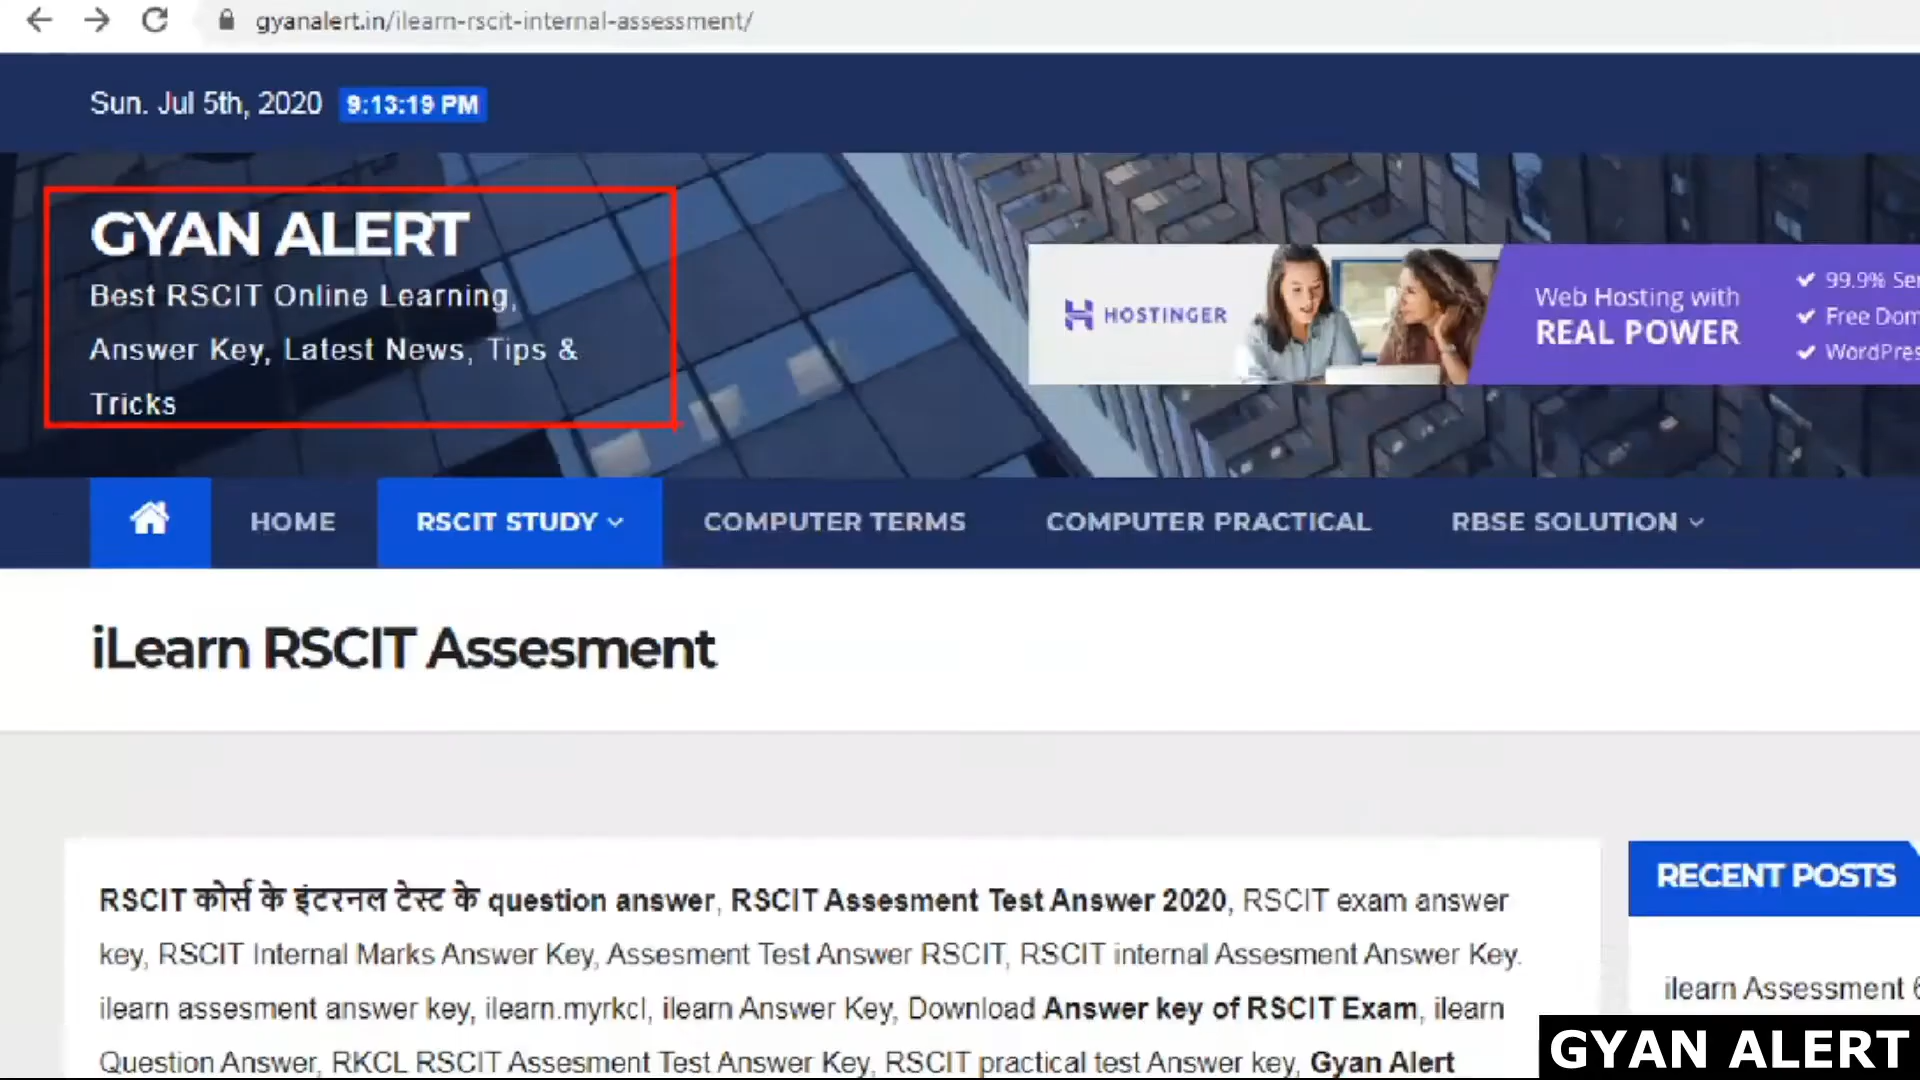 gyanalert.in/ilearn-rscit-internal-assessment/
Sun. Jul 5th, 2020 9:13:19 PM
GYAN ALERT
Best RSCIT Online Learning,
Answer Key, Latest News, Tips &
Tricks
HOSTINGER
Web Hosting with
REAL POWER
99.9% Ser
Free Dom
WordPres
HOME RSCIT STUDY COMPUTER TERMS COMPUTER PRACTICAL RBSE SOLUTION
iLearn RSCIT Assesment
RSCIT कोर्स के इंटरनल टेस्ट के question answer, RSCIT Assesment Test Answer 2020, RSCIT exam answer
key, RSCIT Internal Marks Answer Key, Assesment Test Answer RSCIT, RSCIT internal Assesment Answer Key.
ilearn assesment answer key, ilearn.myrkcl, ilearn Answer Key, Download Answer key of RSCIT Exam, ilearn
Question Answer, RKCL RSCIT Assesment Test Answer Key, RSCIT practical test Answer key, Gyan Alert
RECENT POSTS
ilearn Assessment 6
GYAN ALERT